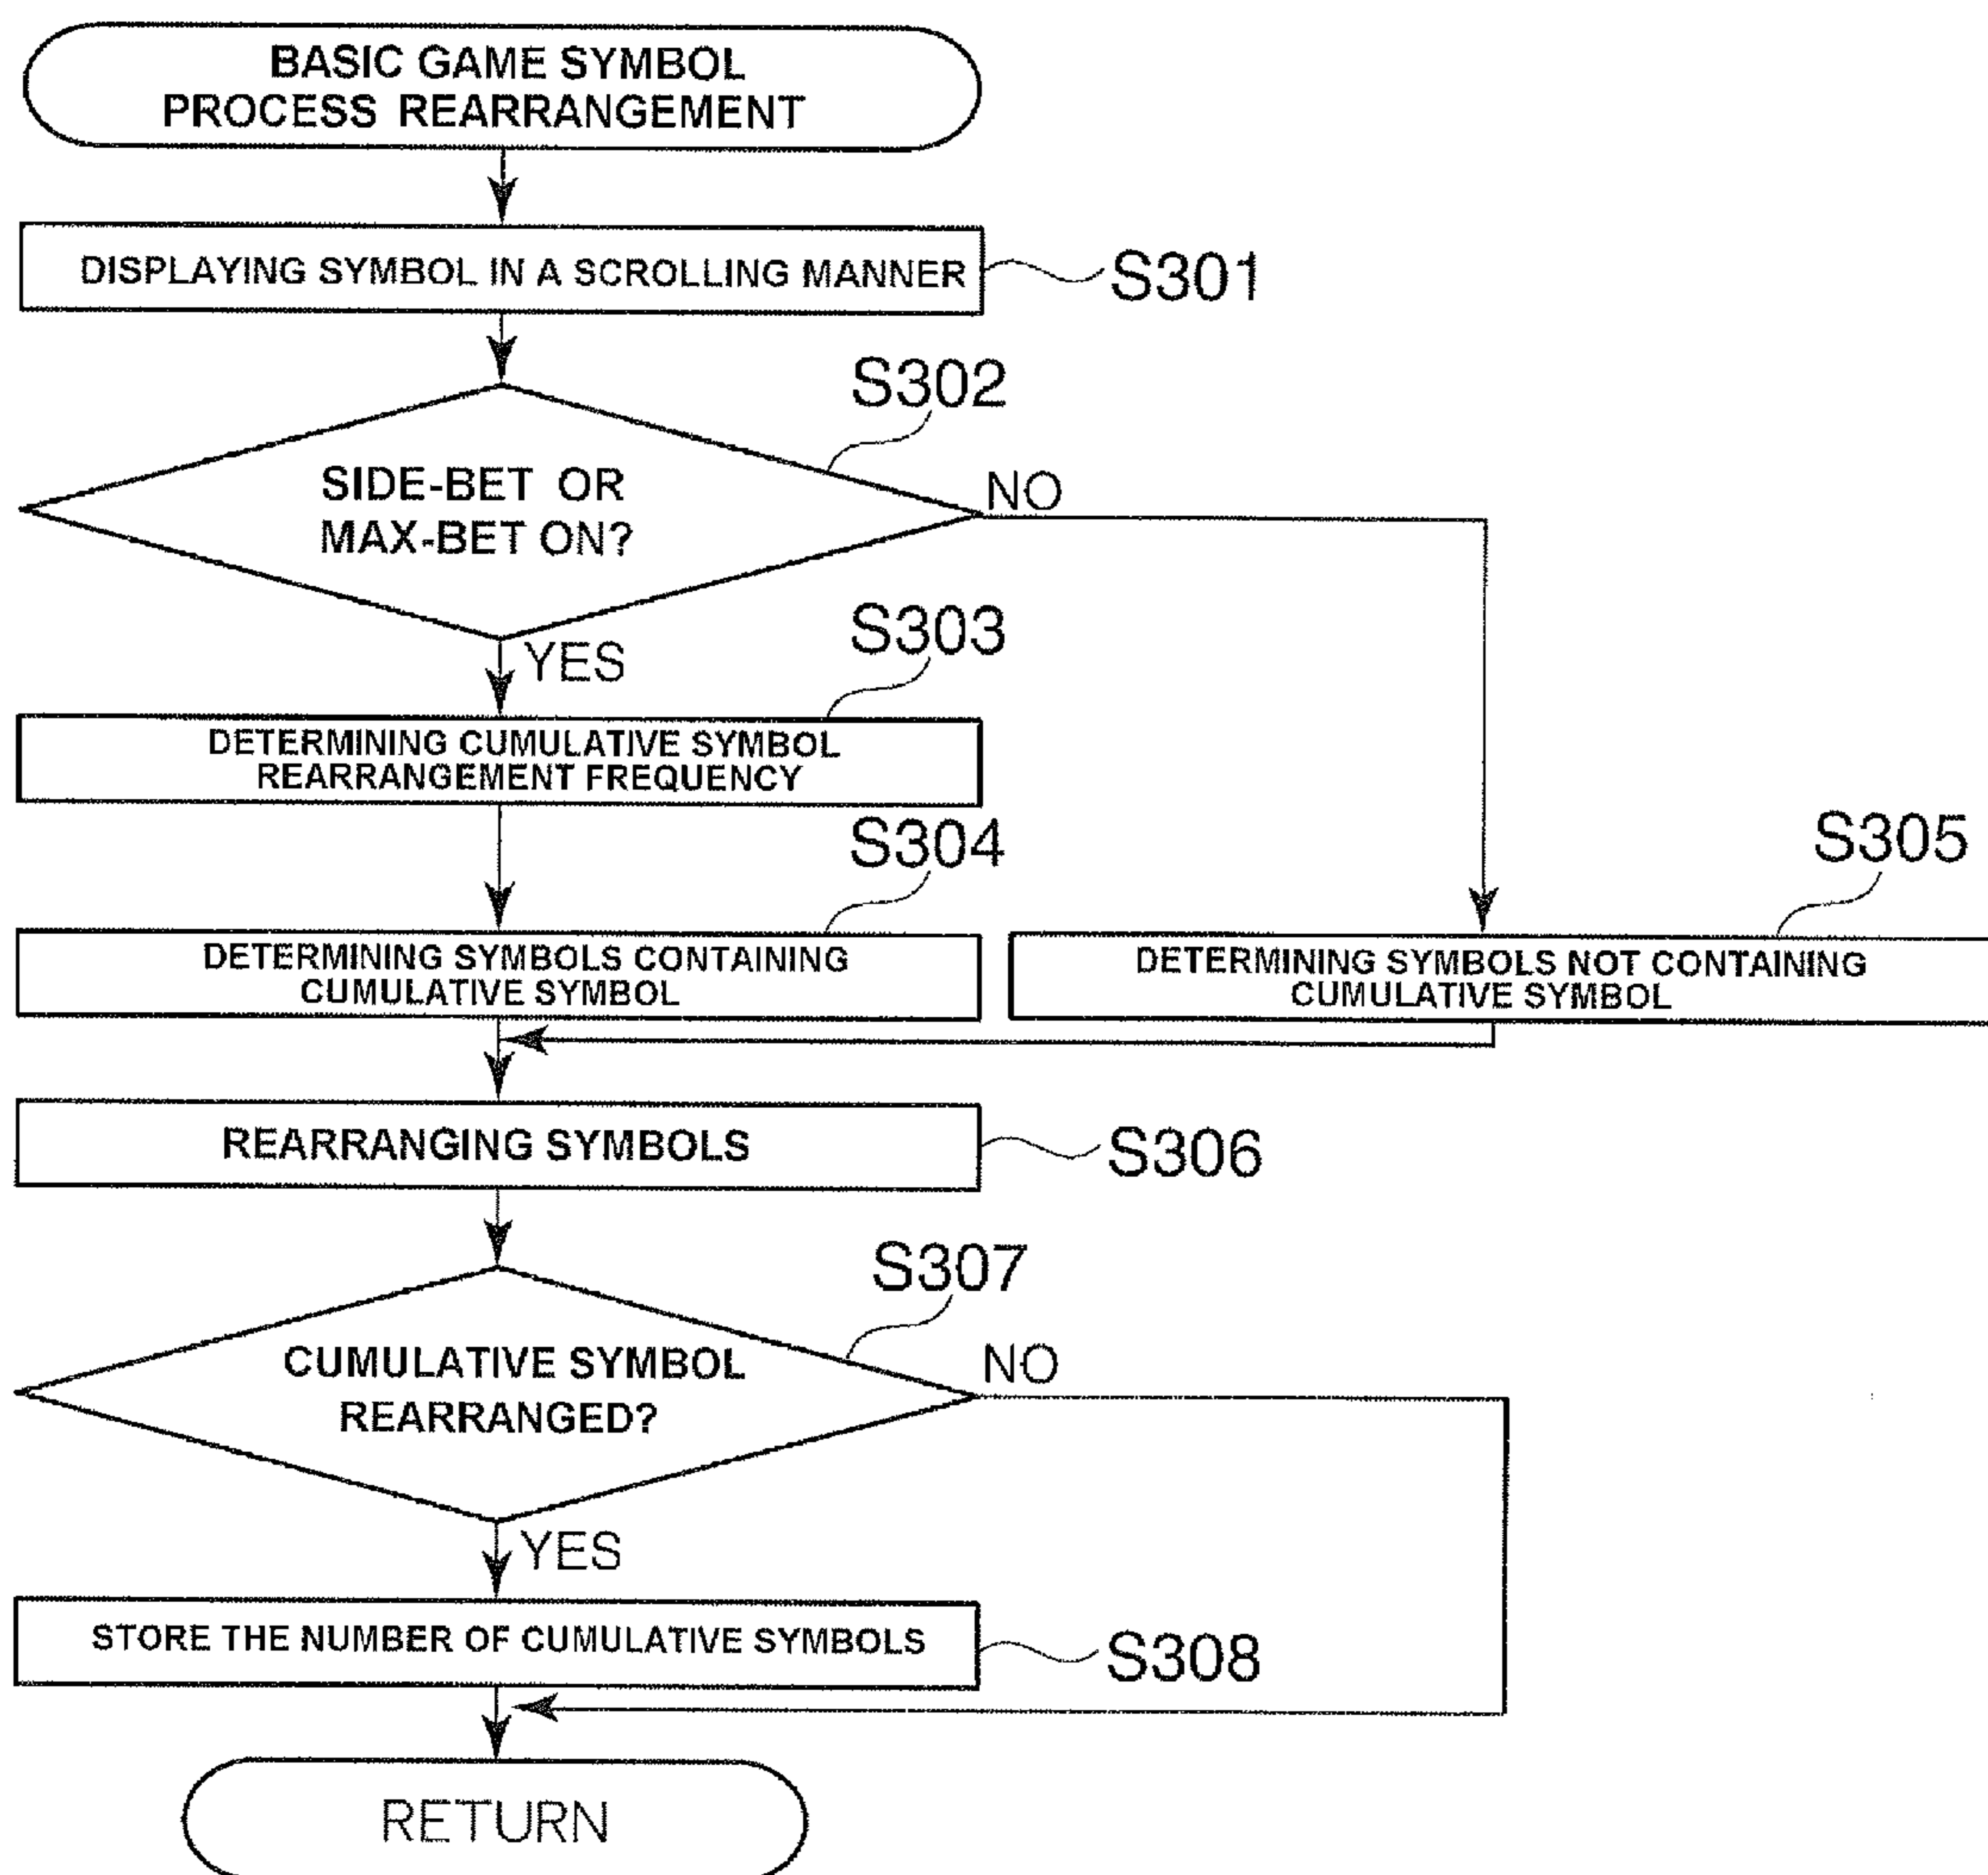 BASIC GAME SYMBOL
PROCESS REARRANGEMENT
DISPLAYING SYMBOL IN A SCROLLING MANNER
S301
S302
SIDE-BET OR
MAX-BET ON?
NO
YES
S303
DETERMINING CUMULATIVE SYMBOL
REARRANGEMENT FREQUENCY
S304
DETERMINING SYMBOLS CONTAINING
CUMULATIVE SYMBOL
S305
DETERMINING SYMBOLS NOT CONTAINING
CUMULATIVE SYMBOL
REARRANGING SYMBOLS
S306
S307
CUMULATIVE SYMBOL
REARRANGED?
NO
YES
STORE THE NUMBER OF CUMULATIVE SYMBOLS
S308
RETURN